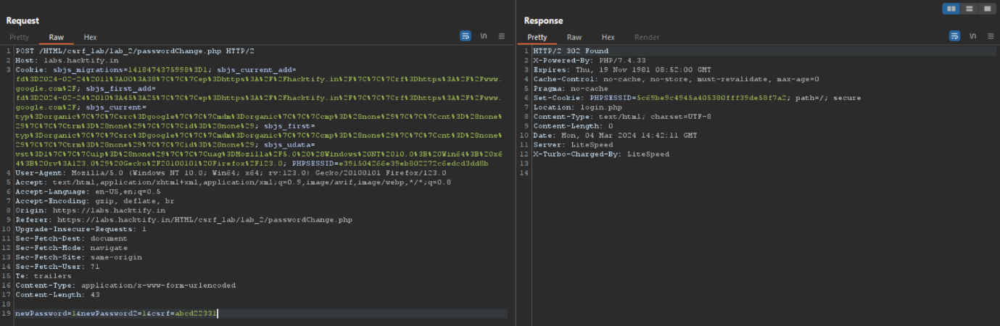 Request
Pretty Raw Hex \n
1 POST /HTML/csrf_lab/lab_2/passwordChange.php HTTP/2
2 Host: labs.hacktify.in
3 Cookie: sbjs_migrations=1418474375998%3D1; sbjs_current_add=
fd%3D2024-02-24%2011%3A00%3A38%7C%7C%7Cep%3Dhttps%3A%2F%2Fhacktify.in%2F%7C%7C%7Crf%3Dhttps%3A%2F%2Fwww.
google.com%2F; sbjs_first_add=
fd%3D2024-02-24%2010%3A45%3A25%7C%7C%7Cep%3Dhttps%3A%2F%2Fhacktify.in%2F%7C%7C%7Crf%3Dhttps%3A%2F%2Fwww.
google.com%2F; sbjs_current=
typ%3Dorganic%7C%7C%7Csrc%3Dgoogle%7C%7C%7Cmdm%3Dorganic%7C%7C%7Ccmp%3D%28none%29%7C%7C%7Ccnt%3D%28none%
29%7C%7C%7Ctrm%3D%28none%29%7C%7C%7Cid%3D%28none%29; sbjs_first=
typ%3Dorganic%7C%7C%7Csrc%3Dgoogle%7C%7C%7Cmdm%3Dorganic%7C%7C%7Ccmp%3D%28none%29%7C%7C%7Ccnt%3D%28none%
29%7C%7C%7Ctrm%3D%28none%29%7C%7C%7Cid%3D%28none%29; sbjs_udata=
vst%3D1%7C%7C%7Cuip%3D%28none%29%7C%7C%7Cuag%3DMozilla%2F5.0%20%28Windows%20NT%2010.0%3B%20Win64%3B%20x6
4%3B%20rv%3A123.0%29%20Gecko%2F20100101%20Firefox%2F123.0; PHPSESSID=e391504266e39eb802272c6edcd3dd8b
4 User-Agent: Mozilla/5.0 (Windows NT 10.0; Win64; x64; rv:123.0) Gecko/20100101 Firefox/123.0
5 Accept: text/html,application/xhtml+xml,application/xml;q=0.9,image/avif,image/webp,*/*;q=0.8
6 Accept-Language: en-US,en;q=0.5
7 Accept-Encoding: gzip, deflate, br
8 Origin: https://labs.hacktify.in
9 Referer: https://labs.hacktify.in/HTML/csrf_lab/lab_2/passwordChange.php
10 Upgrade-Insecure-Requests: 1
11 Sec-Fetch-Dest: document
12 Sec-Fetch-Mode: navigate
13 Sec-Fetch-Site: same-origin
14 Sec-Fetch-User: ?1
15 Te: trailers
16 Content-Type: application/x-www-form-urlencoded
17 Content-Length: 43
18
19 newPassword=1&newPassword2=1&csrf=abcd22331
Response
Pretty Raw Hex Render \n
1 HTTP/2 302 Found
2 X-Powered-By: PHP/7.4.33
3 Expires: Thu, 19 Nov 1981 08:52:00 GMT
4 Cache-Control: no-cache, no-store, must-revalidate, max-age=0
5 Pragma: no-cache
6 Set-Cookie: PHPSESSID=5c69be9c4945a405380fff39de58f7a2; path=/; secure
7 Location: login.php
8 Content-Type: text/html; charset=UTF-8
9 Content-Length: 0
10 Date: Mon, 04 Mar 2024 14:42:11 GMT
11 Server: LiteSpeed
12 X-Turbo-Charged-By: LiteSpeed
13
14